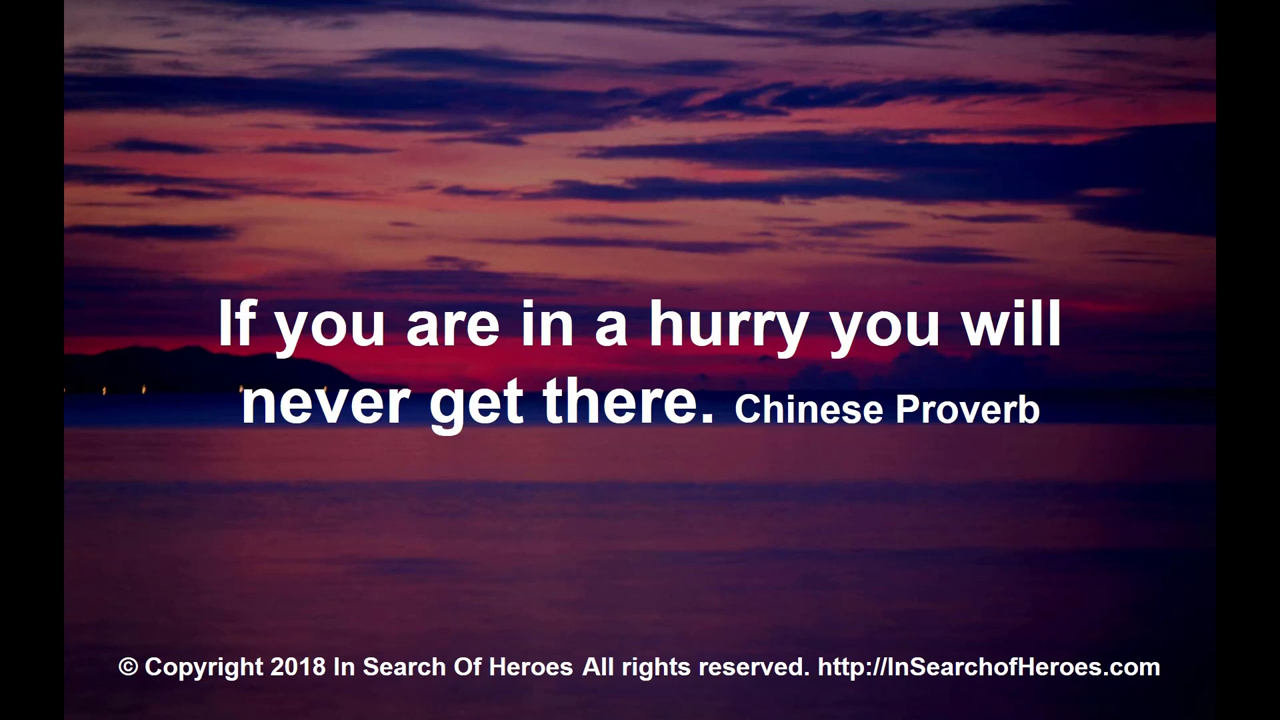 If you are in a hurry you will
never get there. Chinese Proverb
© Copyright 2018 In Search Of Heroes All rights reserved. http://InSearchofHeroes.com